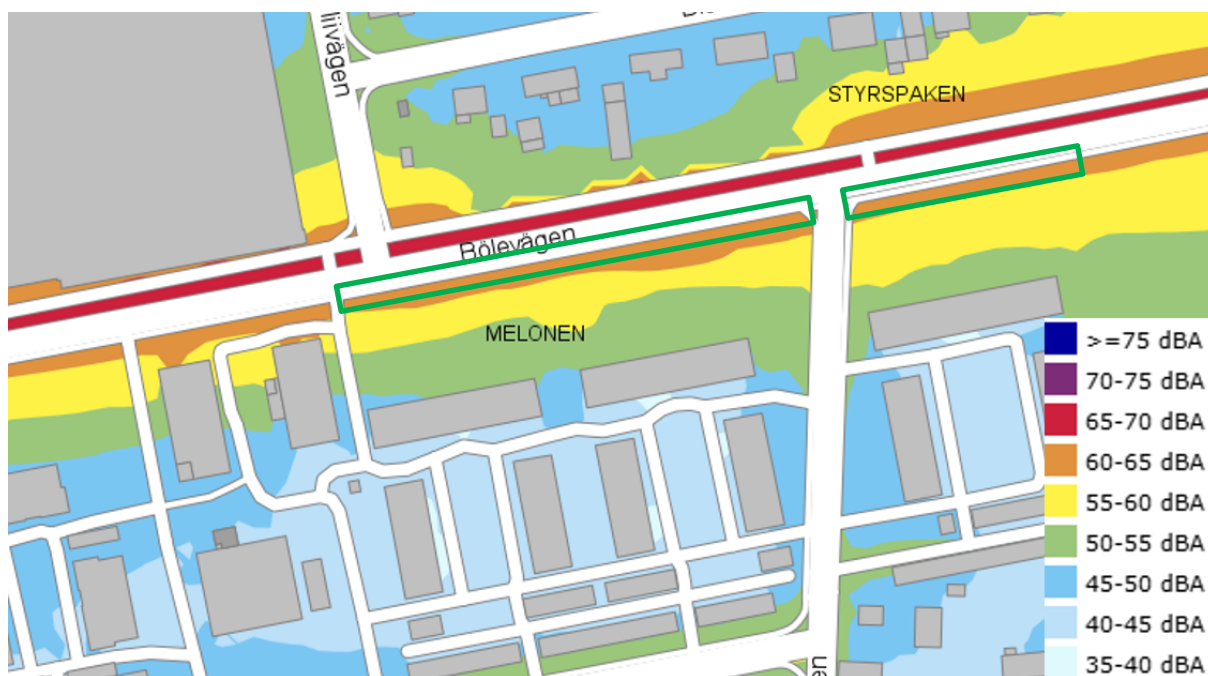 STYRSPAKEN
Bölevägen
MELONEN
>=75 dBA
70-75 dBA
65-70 dBA
60-65 dBA
55-60 dBA
50-55 dBA
45-50 dBA
40-45 dBA
35-40 dBA